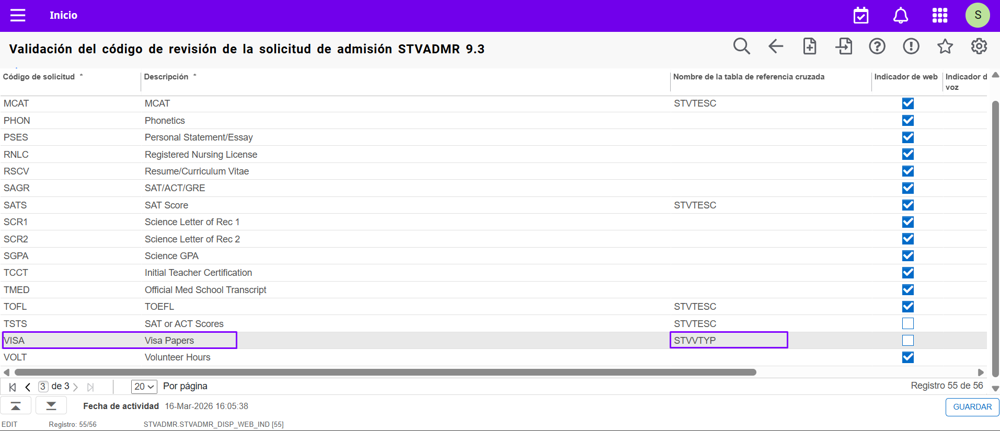 Inicio
S
Validación del código de revisión de la solicitud de admisión STVADMR 9.3
Código de solicitud * Descripción * Nombre de la tabla de referencia cruzada Indicador de web Indicador d
voz
MCAT MCAT STVTESC
PHON Phonetics
PSES Personal Statement/Essay
RNLC Registered Nursing License
RSCV Resume/Curriculum Vitae
SAGR SAT/ACT/GRE
SATS SAT Score STVTESC
SCR1 Science Letter of Rec 1
SCR2 Science Letter of Rec 2
SGPA Science GPA
TCCT Initial Teacher Certification
TMED Official Med School Transcript
TOFL TOEFL STVTESC
TSTS SAT or ACT Scores STVTESC
VISA Visa Papers STVVTYP
VOLT Volunteer Hours
3 de 3 20 Por página Registro 55 de 56
Fecha de actividad 16-Mar-2026 16:05:38 GUARDAR
EDIT Registro: 55/56 STVADMR.STVADMR_DISP_WEB_IND [55]